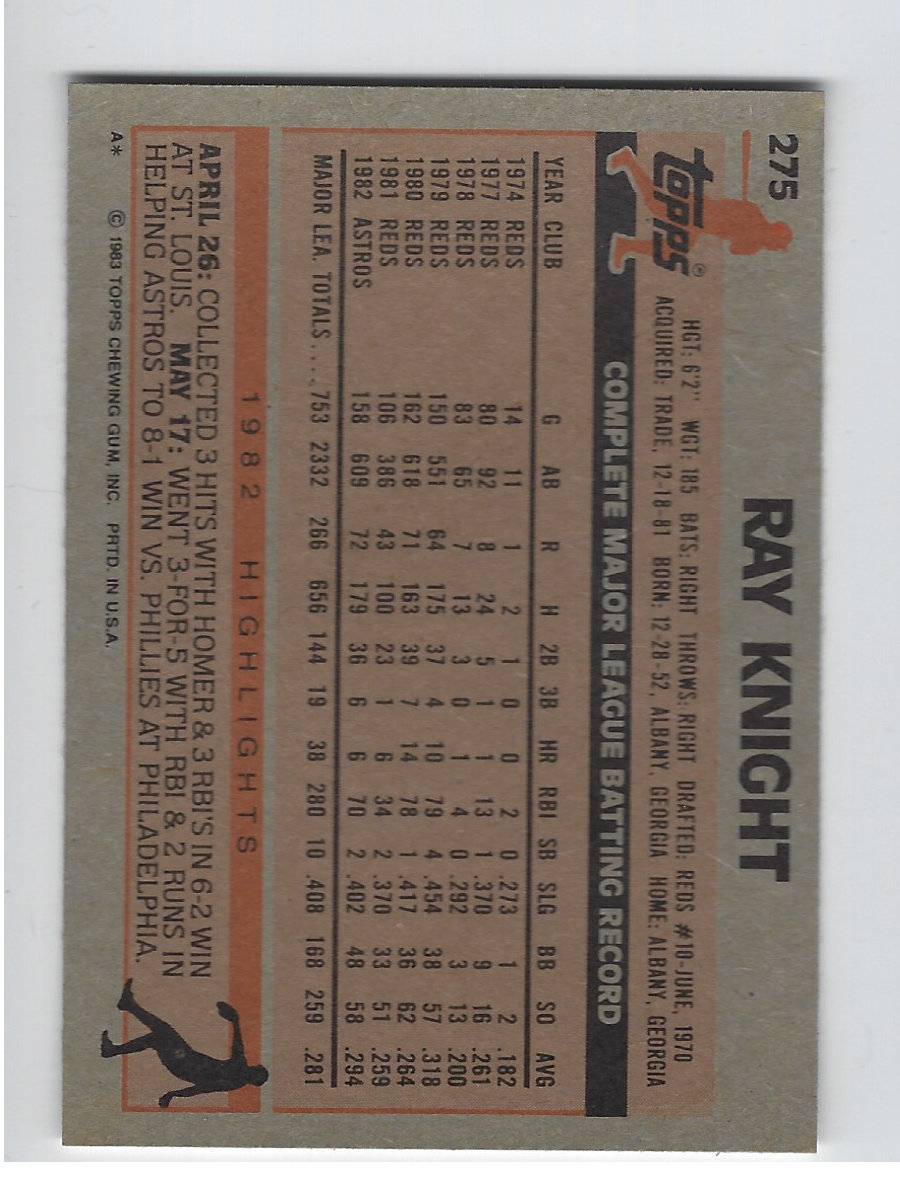 275
RAY KNIGHT
topps®
HGT: 6'2" WGT: 185 BATS: RIGHT THROWS: RIGHT DRAFTED: REDS #10-JUNE, 1970
ACQUIRED: TRADE, 12-18-81 BORN: 12-28-52, ALBANY, GEORGIA HOME: ALBANY, GEORGIA
COMPLETE MAJOR LEAGUE BATTING RECORD
YEAR CLUB G AB R H 2B 3B HR RBI SB SLG BB SO AVG
1974 REDS 14 11 1 2 1 0 0 2 0 .273 1 2 .182
1977 REDS 80 92 8 24 5 1 1 13 1 .370 9 16 .261
1978 REDS 83 65 7 13 3 0 1 4 0 .292 3 13 .200
1979 REDS 150 551 64 175 37 4 10 79 4 .454 38 57 .318
1980 REDS 162 618 71 163 39 7 14 78 1 .417 36 62 .264
1981 REDS 106 386 43 100 23 1 6 34 2 .370 33 51 .259
1982 ASTROS 158 609 72 179 36 6 6 70 2 .402 48 58 .294
MAJOR LEA. TOTALS.... 753 2332 266 656 144 19 38 280 10 .408 168 259 .281
1982 HIGHLIGHTS
APRIL 26: COLLECTED 3 HITS WITH HOMER & 3 RBI'S IN 6-2 WIN
AT ST. LOUIS. MAY 17: WENT 3-FOR-5 WITH RBI & 2 RUNS IN
HELPING ASTROS TO 8-1 WIN VS. PHILLIES AT PHILADELPHIA.
A* © 1983 TOPPS CHEWING GUM, INC. PRTD. IN U.S.A.